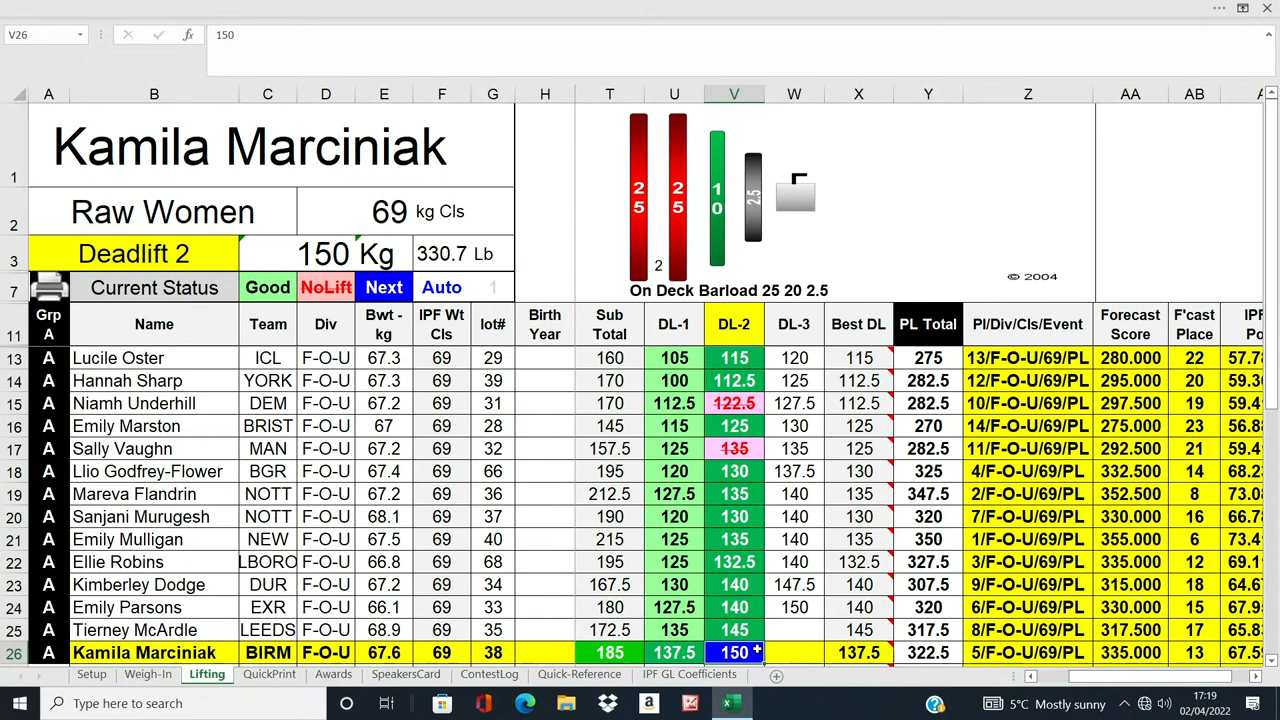 V26
fx
150
A B C D E F G H T U V W X Y Z AA AB
1 Kamila Marciniak
25 25 10 2.5
2 Raw Women 69 kg Cls
3 Deadlift 2 150 Kg 330.7 Lb
2
© 2004
7 Current Status Good NoLift Next Auto 1
On Deck Barload 25 20 2.5
11 Grp A Name Team Div Bwt - kg IPF Wt Cls lot# Birth Year Sub Total DL-1 DL-2 DL-3 Best DL PL Total Pl/Div/Cls/Event Forecast Score F'cast Place IPF
13 A Lucile Oster ICL F-O-U 67.3 69 29 160 105 115 120 115 275 13/F-O-U/69/PL 280.000 22 57.78
14 A Hannah Sharp YORK F-O-U 67.3 69 39 170 100 112.5 125 112.5 282.5 12/F-O-U/69/PL 295.000 20 59.3
15 A Niamh Underhill DEM F-O-U 67.2 69 31 170 112.5 122.5 127.5 112.5 282.5 10/F-O-U/69/PL 297.500 19 59.4
16 A Emily Marston BRIST F-O-U 67 69 28 145 115 125 130 125 270 14/F-O-U/69/PL 275.000 23 56.8
17 A Sally Vaughn MAN F-O-U 67.2 69 32 157.5 125 135 135 125 282.5 11/F-O-U/69/PL 292.500 21 59.4
18 A Llio Godfrey-Flower BGR F-O-U 67.4 69 66 195 120 130 137.5 130 325 4/F-O-U/69/PL 332.500 14 68.2
19 A Mareva Flandrin NOTT F-O-U 67.2 69 36 212.5 127.5 135 140 135 347.5 2/F-O-U/69/PL 352.500 8 73.0
20 A Sanjani Murugesh NOTT F-O-U 68.1 69 37 190 120 130 140 130 320 7/F-O-U/69/PL 330.000 16 66.7
21 A Emily Mulligan NEW F-O-U 67.5 69 40 215 125 135 140 135 350 1/F-O-U/69/PL 355.000 6 73.4
22 A Ellie Robins LBORO F-O-U 66.8 69 68 195 125 132.5 140 132.5 327.5 3/F-O-U/69/PL 335.000 12 69.1
23 A Kimberley Dodge DUR F-O-U 67.2 69 34 167.5 130 140 147.5 140 307.5 9/F-O-U/69/PL 315.000 18 64.6
24 A Emily Parsons EXR F-O-U 66.1 69 33 180 127.5 140 150 140 320 6/F-O-U/69/PL 330.000 15 67.9
25 A Tierney McArdle LEEDS F-O-U 68.9 69 35 172.5 135 145 145 317.5 8/F-O-U/69/PL 317.500 17 65.8
26 A Kamila Marciniak BIRM F-O-U 67.6 69 38 185 137.5 150 137.5 322.5 5/F-O-U/69/PL 335.000 13 67.5
Setup Weigh-In Lifting QuickPrint Awards SpeakersCard ContestLog Quick-Reference IPF GL Coefficients
Type here to search
5°C Mostly sunny
17:19
02/04/2022